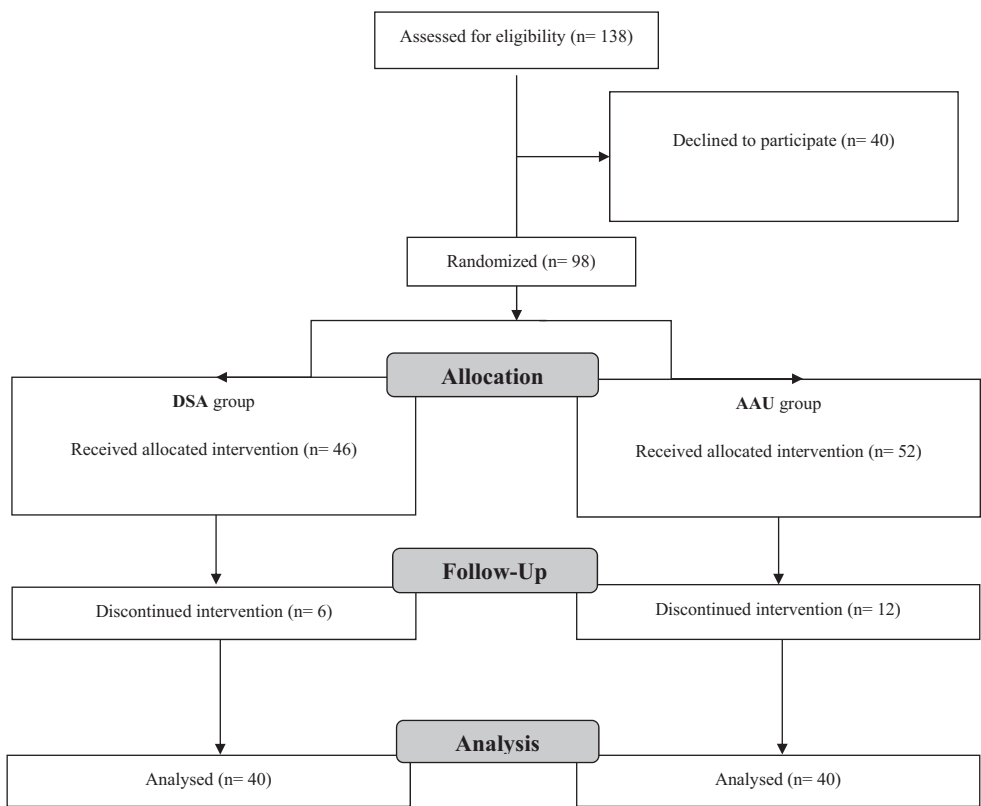 Assessed for eligibility (n= 138)
Declined to participate (n= 40)
Randomized (n= 98)
Allocation
DSA group
Received allocated intervention (n= 46)
AAU group
Received allocated intervention (n= 52)
Follow-Up
Discontinued intervention (n= 6)
Discontinued intervention (n= 12)
Analysis
Analysed (n= 40)
Analysed (n= 40)